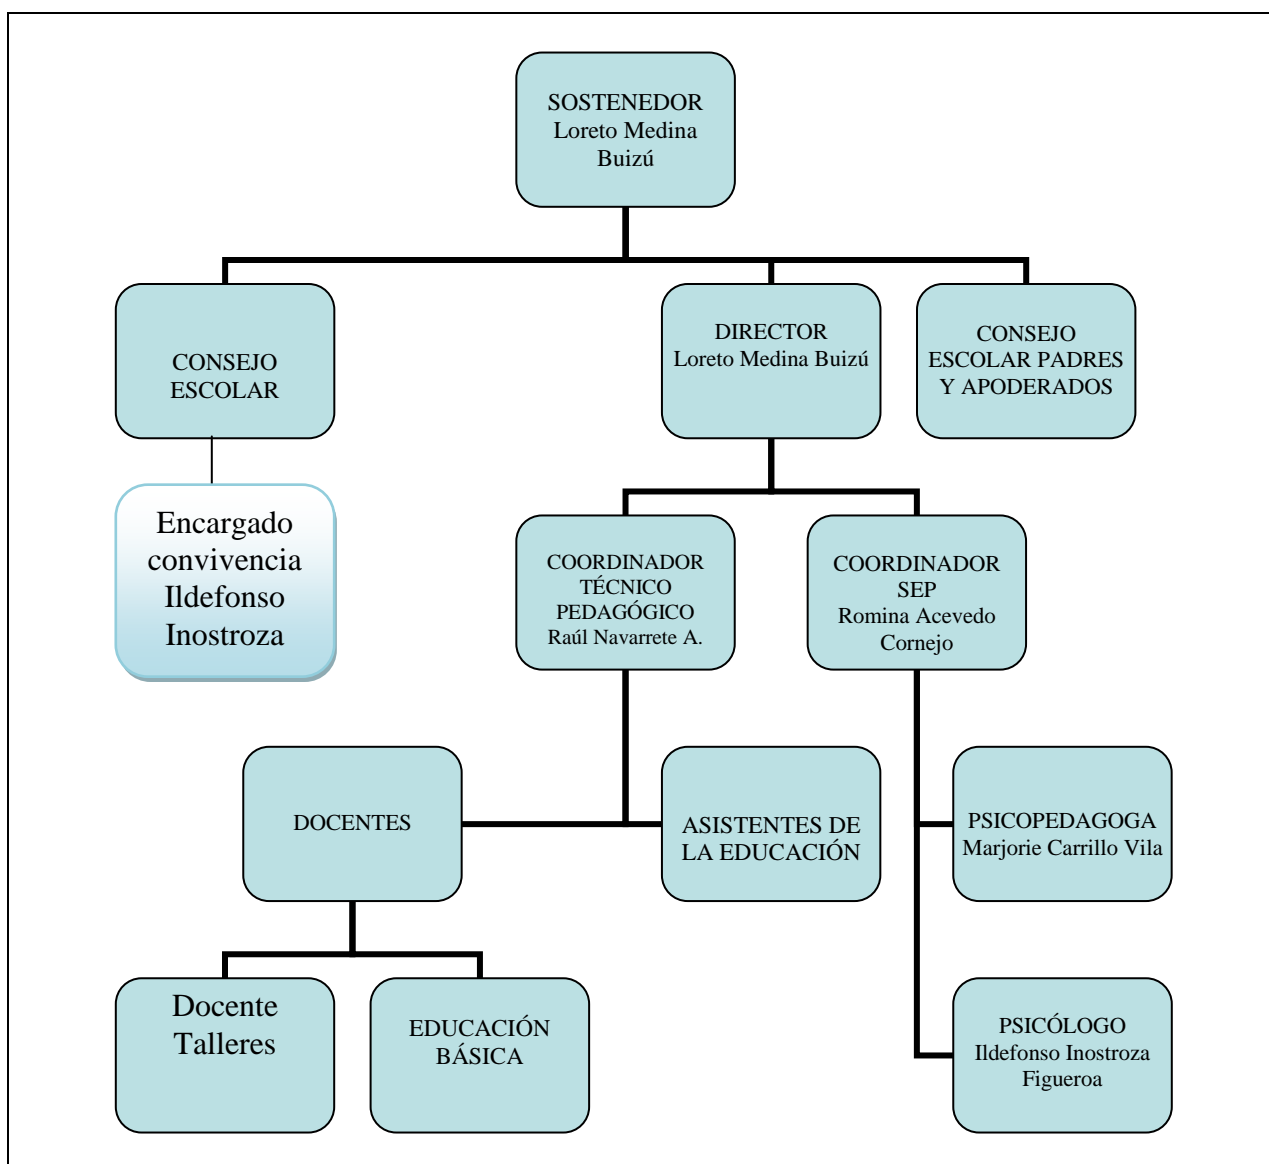 SOSTENEDOR
Loreto Medina
Buizú
CONSEJO
ESCOLAR
DIRECTOR
Loreto Medina Buizú
CONSEJO
ESCOLAR PADRES
Y APODERADOS
Encargado
convivencia
Ildefonso
Inostroza
COORDINADOR
TÉCNICO
PEDAGÓGICO
Raúl Navarrete A.
COORDINADOR
SEP
Romina Acevedo
Cornejo
DOCENTES
ASISTENTES DE
LA EDUCACIÓN
PSICOPEDAGOGA
Marjorie Carrillo Vila
Docente
Talleres
EDUCACIÓN
BÁSICA
PSICÓLOGO
Ildefonso Inostroza
Figueroa